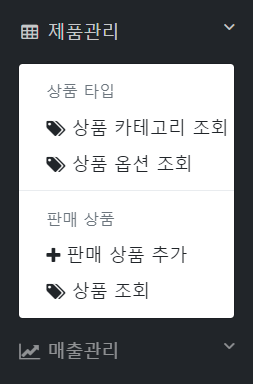 제품관리
상품 타입
상품 카테고리 조회
상품 옵션 조회
판매 상품
판매 상품 추가
상품 조회
매출관리